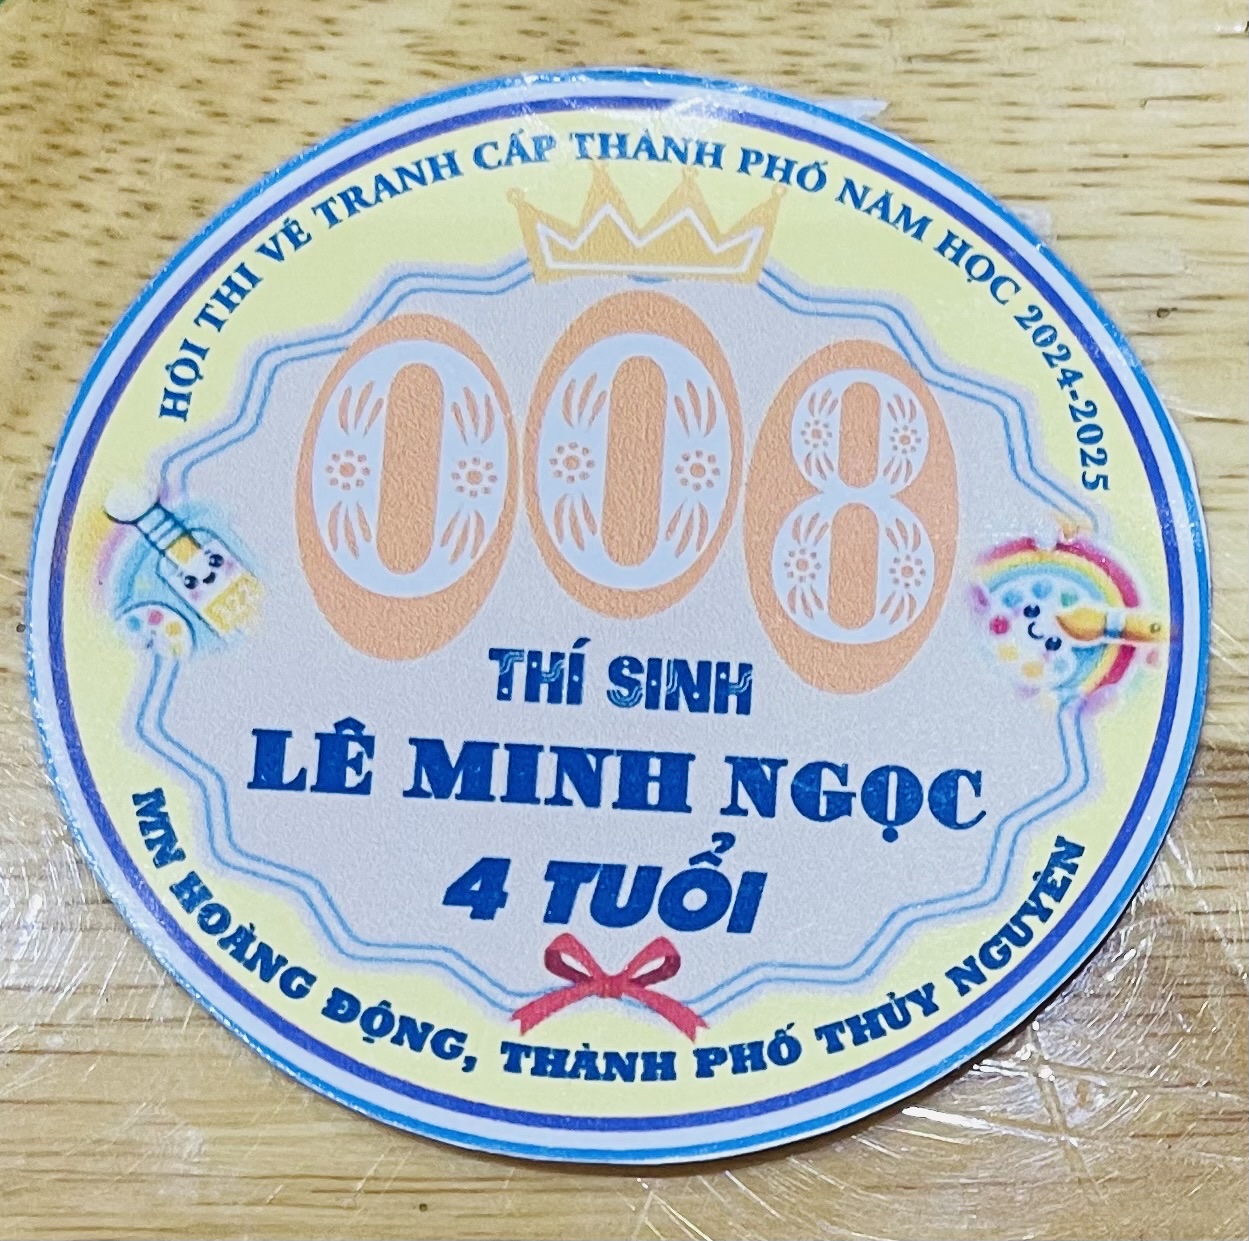 HỘI THI VẼ TRANH CẤP THÀNH PHỐ NĂM HỌC 2024-2025
008
THÍ SINH
LÊ MINH NGỌC
4 TUỔI
MN HOÀNG ĐỘNG, THÀNH PHỐ THỦY NGUYÊN